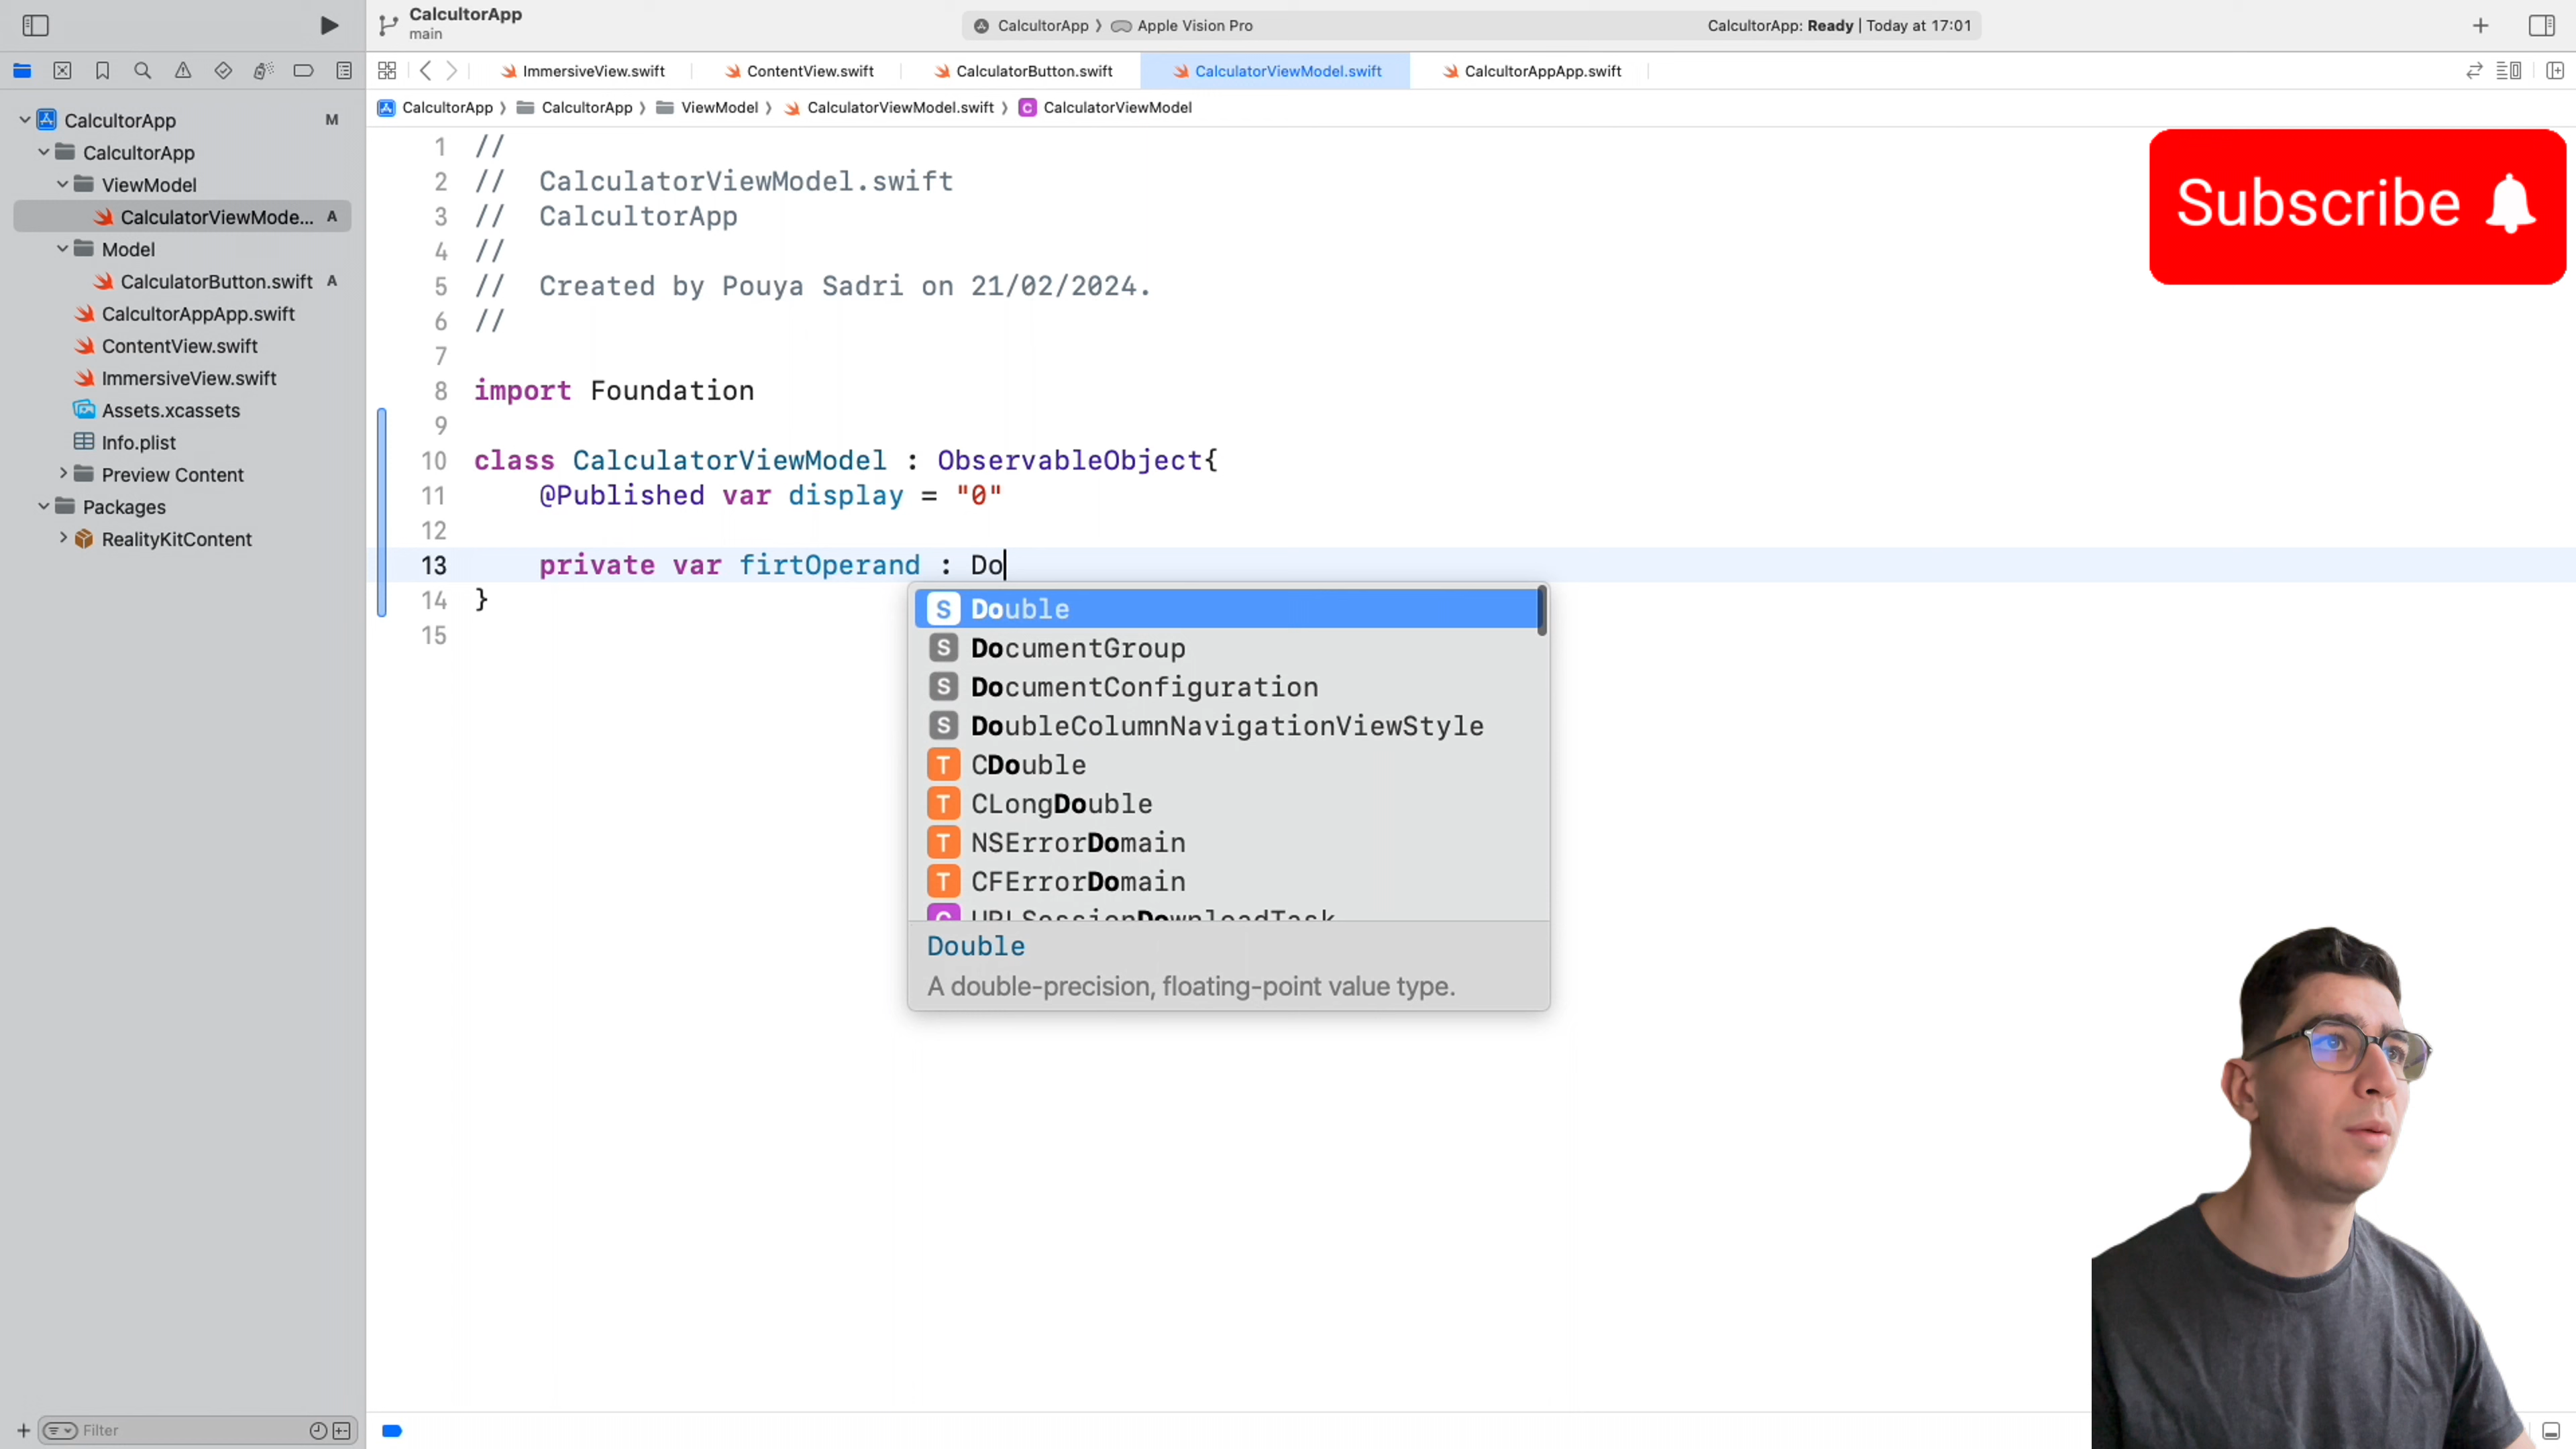 CalcultorApp
main
CalcultorApp
Apple Vision Pro
CalcultorApp: Ready | Today at 17:01
ImmersiveView.swift
ContentView.swift
CalculatorButton.swift
CalculatorViewModel.swift
CalcultorAppApp.swift
CalcultorApp
CalcultorApp
ViewModel
CalculatorViewModel.swift
C
CalculatorViewModel
CalcultorApp M
CalcultorApp
ViewModel
CalculatorViewMode... A
Model
CalculatorButton.swift A
CalcultorAppApp.swift
ContentView.swift
ImmersiveView.swift
Assets.xcassets
Info.plist
Preview Content
Packages
RealityKitContent
Filter
1 //
2 //  CalculatorViewModel.swift
3 //  CalcultorApp
4 //
5 //  Created by Pouya Sadri on 21/02/2024.
6 //
7
8 import Foundation
9
10 class CalculatorViewModel : ObservableObject{
11     @Published var display = "0"
12
13     private var firtOperand : Do
14 }
15
S Double
S DocumentGroup
S DocumentConfiguration
S DoubleColumnNavigationViewStyle
T CDouble
T CLongDouble
T NSErrorDomain
T CFErrorDomain
C URLSessionDownloadTask
Double
A double-precision, floating-point value type.
Subscribe